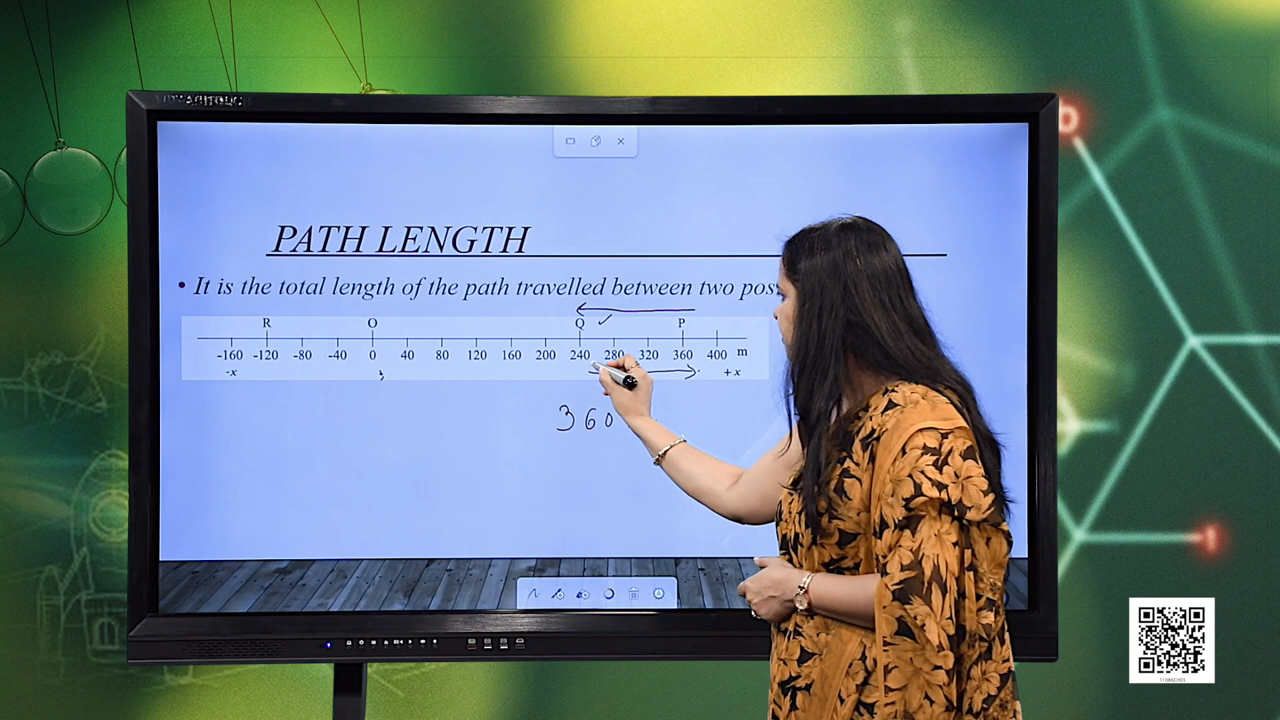 PATH LENGTH
• It is the total length of the path travelled between two
R O Q P
-160 -120 -80 -40 0 40 80 120 160 200 240 280 320 360 400 m
-x +x
360